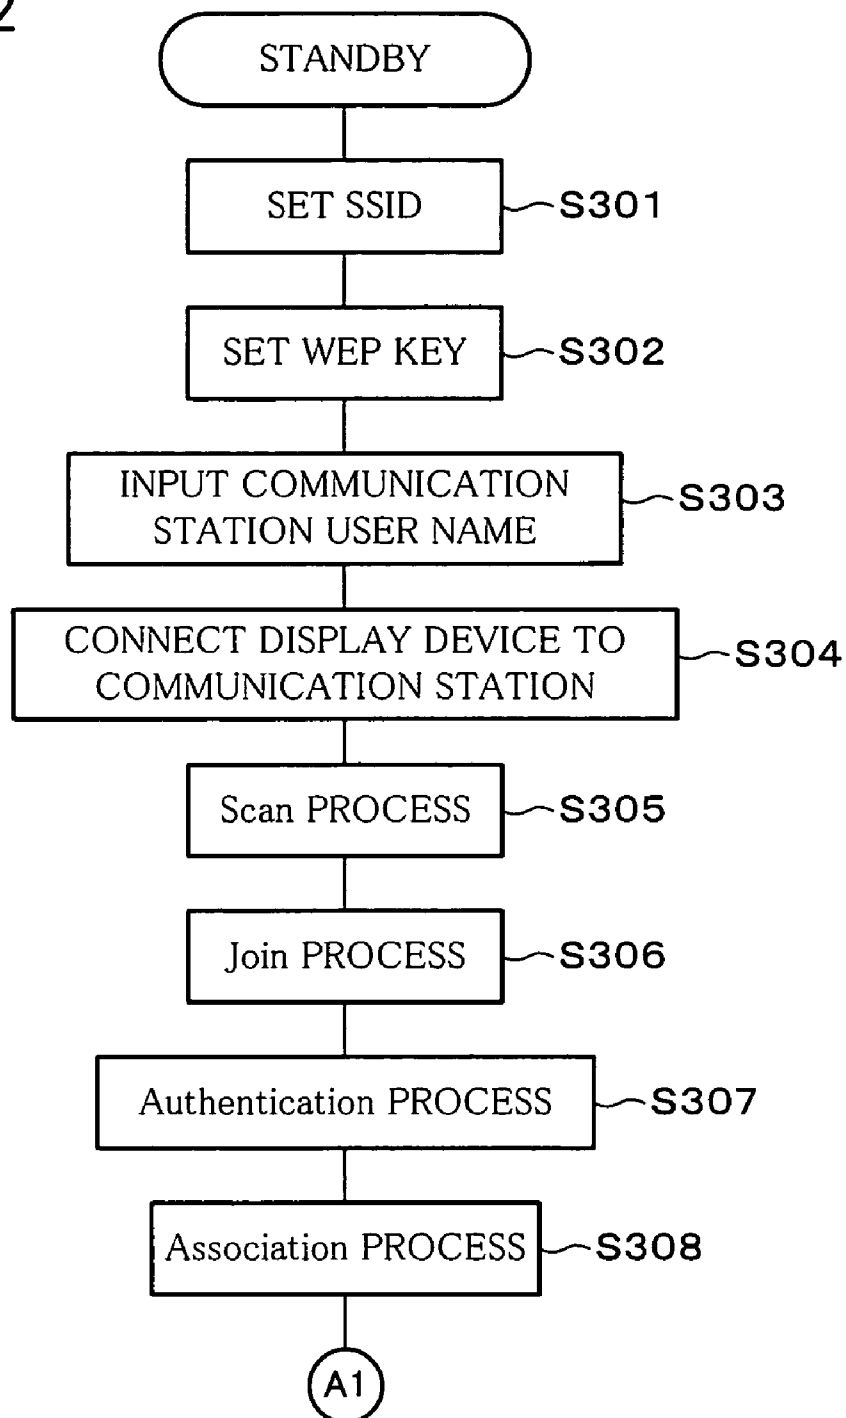 STANDBY
SET SSID
S301
SET WEP KEY
S302
INPUT COMMUNICATION
STATION USER NAME
S303
CONNECT DISPLAY DEVICE TO
COMMUNICATION STATION
S304
Scan PROCESS
S305
Join PROCESS
S306
Authentication PROCESS
S307
Association PROCESS
S308
A1